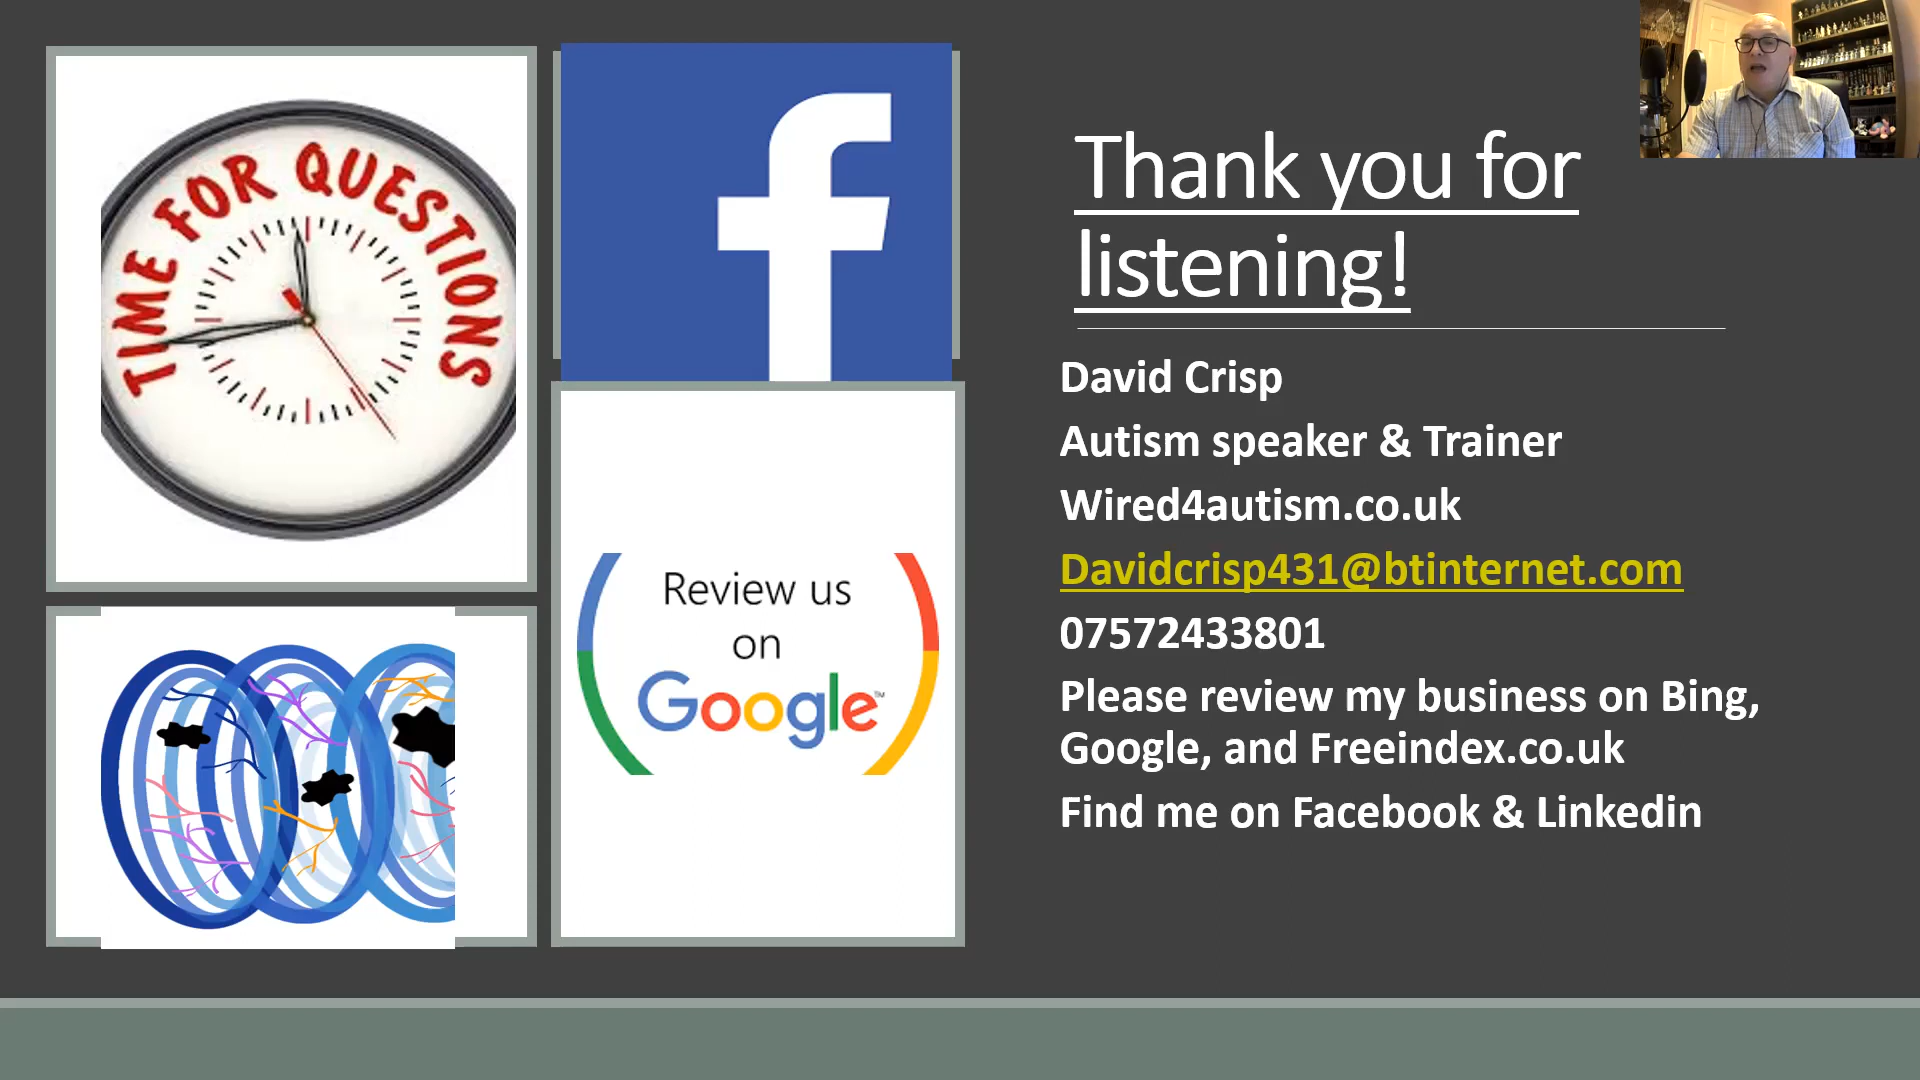 TIME FOR QUESTIONS
Review us
on
Google™
Thank you for
listening!
David Crisp
Autism speaker & Trainer
Wired4autism.co.uk
Davidcrisp431@btinternet.com
07572433801
Please review my business on Bing,
Google, and Freeindex.co.uk
Find me on Facebook & Linkedin